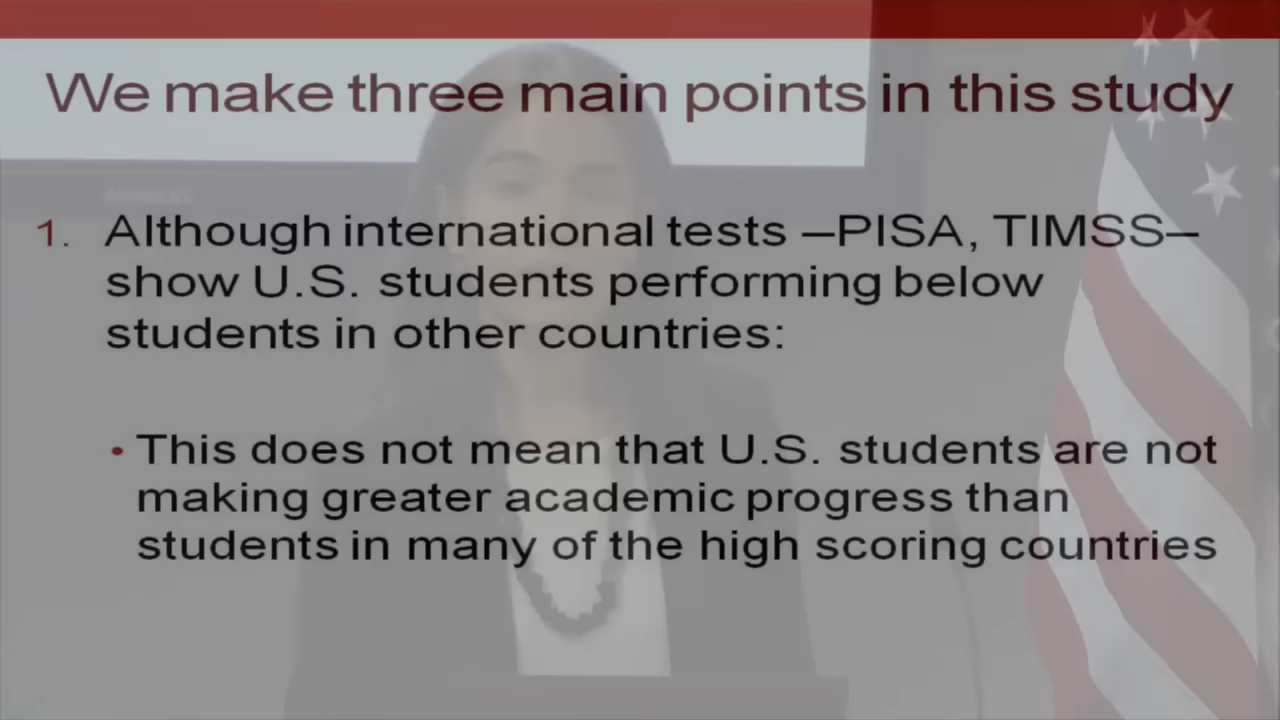 We make three main points in this study
1. Although international tests –PISA, TIMSS–
show U.S. students performing below
students in other countries:
• This does not mean that U.S. students are not
making greater academic progress than
students in many of the high scoring countries